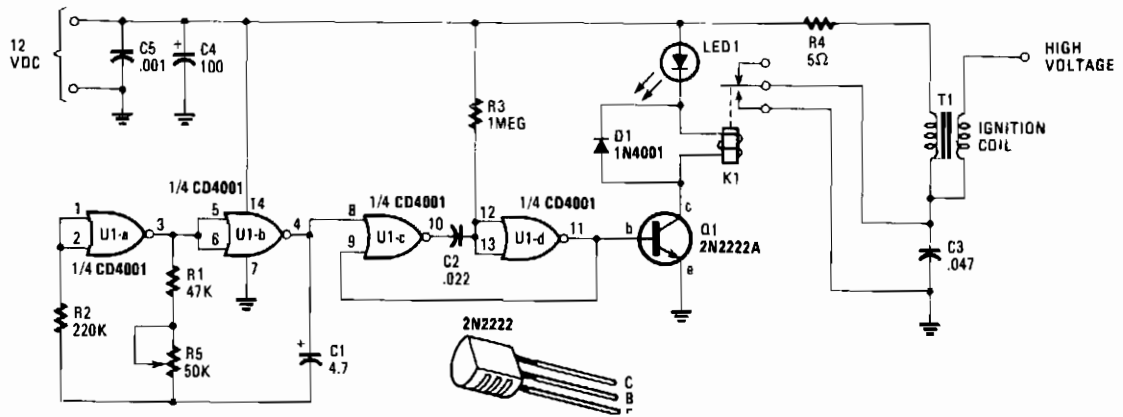 12
VDC
C5
.001
+
C4
100
LED1
R4
5Ω
HIGH
VOLTAGE
T1
IGNITION
COIL
R3
1MEG
D1
1N4001
K1
1/4 CD4001
14
1/4 CD4001
1/4 CD4001
1
2
U1-a
3
5
6
U1-b
4
7
8
9
U1-c
10
C2
.022
12
13
U1-d
11
b
c
e
Q1
2N2222A
C3
.047
1/4 CD4001
R1
47K
R2
220K
R5
50K
+
C1
4.7
2N2222
C
B
E